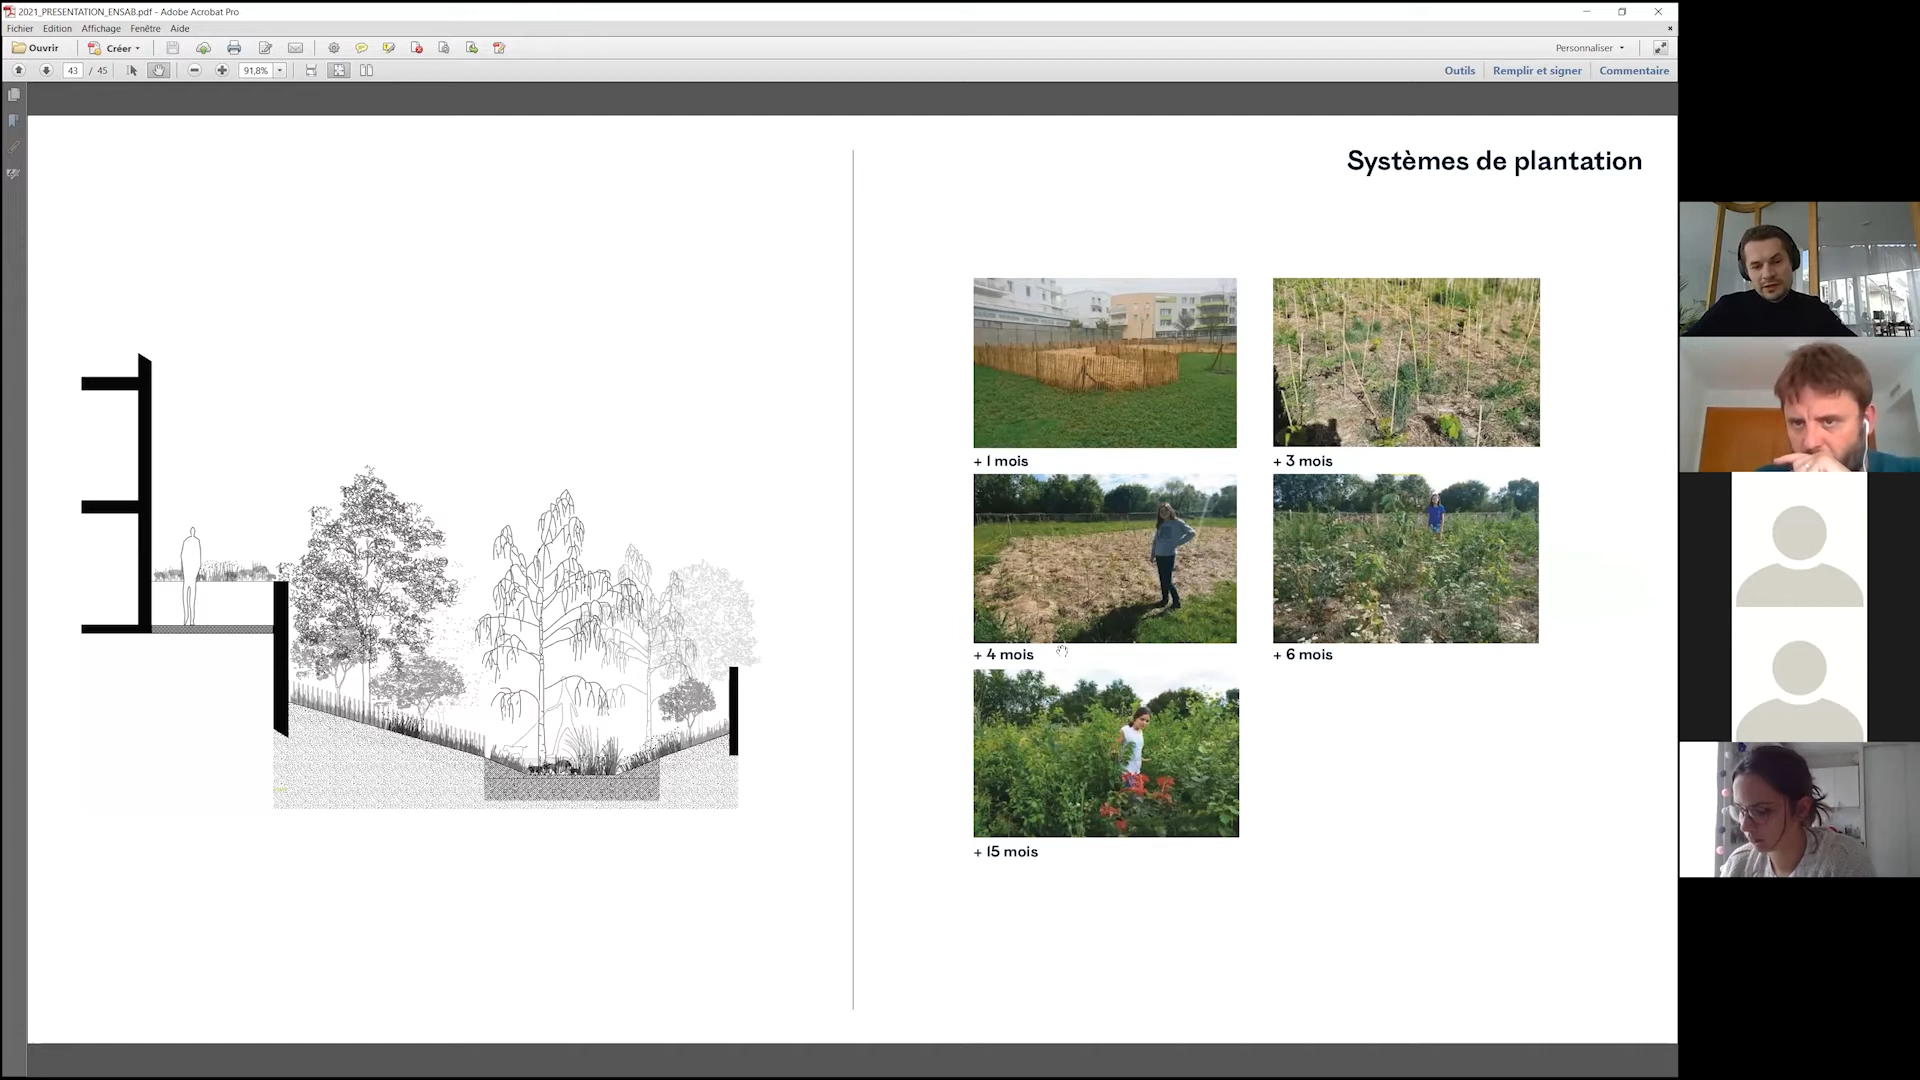 2021_PRESENTATION_ENSAB.pdf - Adobe Acrobat Pro
Fichier Edition Affichage Fenêtre Aide
Ouvrir Créer Personnaliser
43 / 45 91,8% Outils Remplir et signer Commentaire
Systèmes de plantation
+ 1 mois + 3 mois
+ 4 mois + 6 mois
+ 15 mois